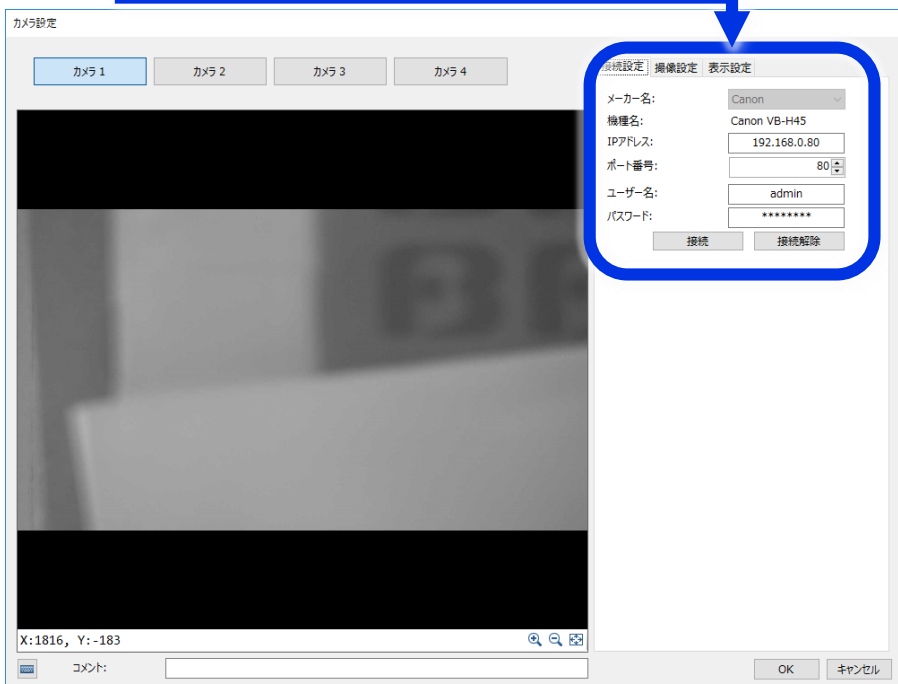 カメラ設定
カメラ 1 カメラ 2 カメラ 3 カメラ 4
接続設定 撮像設定 表示設定
メーカー名: Canon
機種名: Canon VB-H45
IPアドレス: 192.168.0.80
ポート番号: 80
ユーザー名: admin
パスワード: ********
接続 接続解除
X:1816, Y:-183
コメント:
OK キャンセル